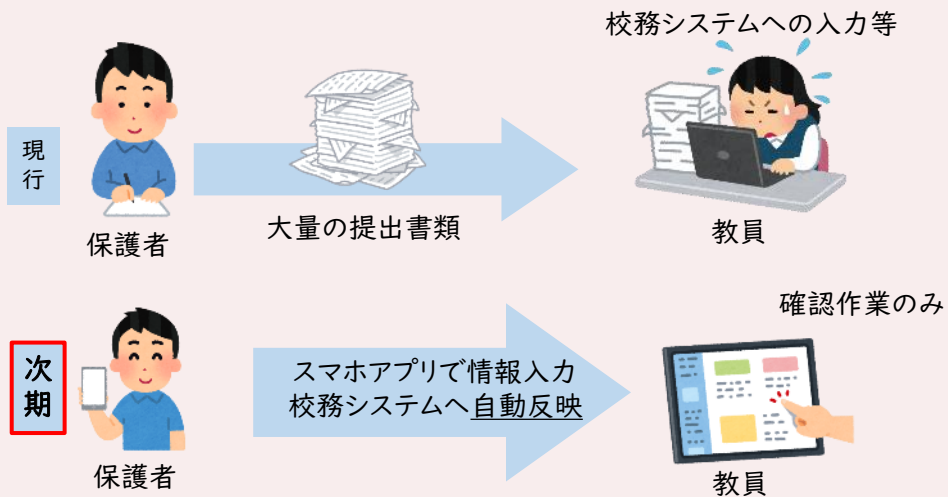 校務システムへの入力等
現行
保護者
大量の提出書類
教員
確認作業のみ
次期
スマホアプリで情報入力
校務システムへ自動反映
保護者
教員